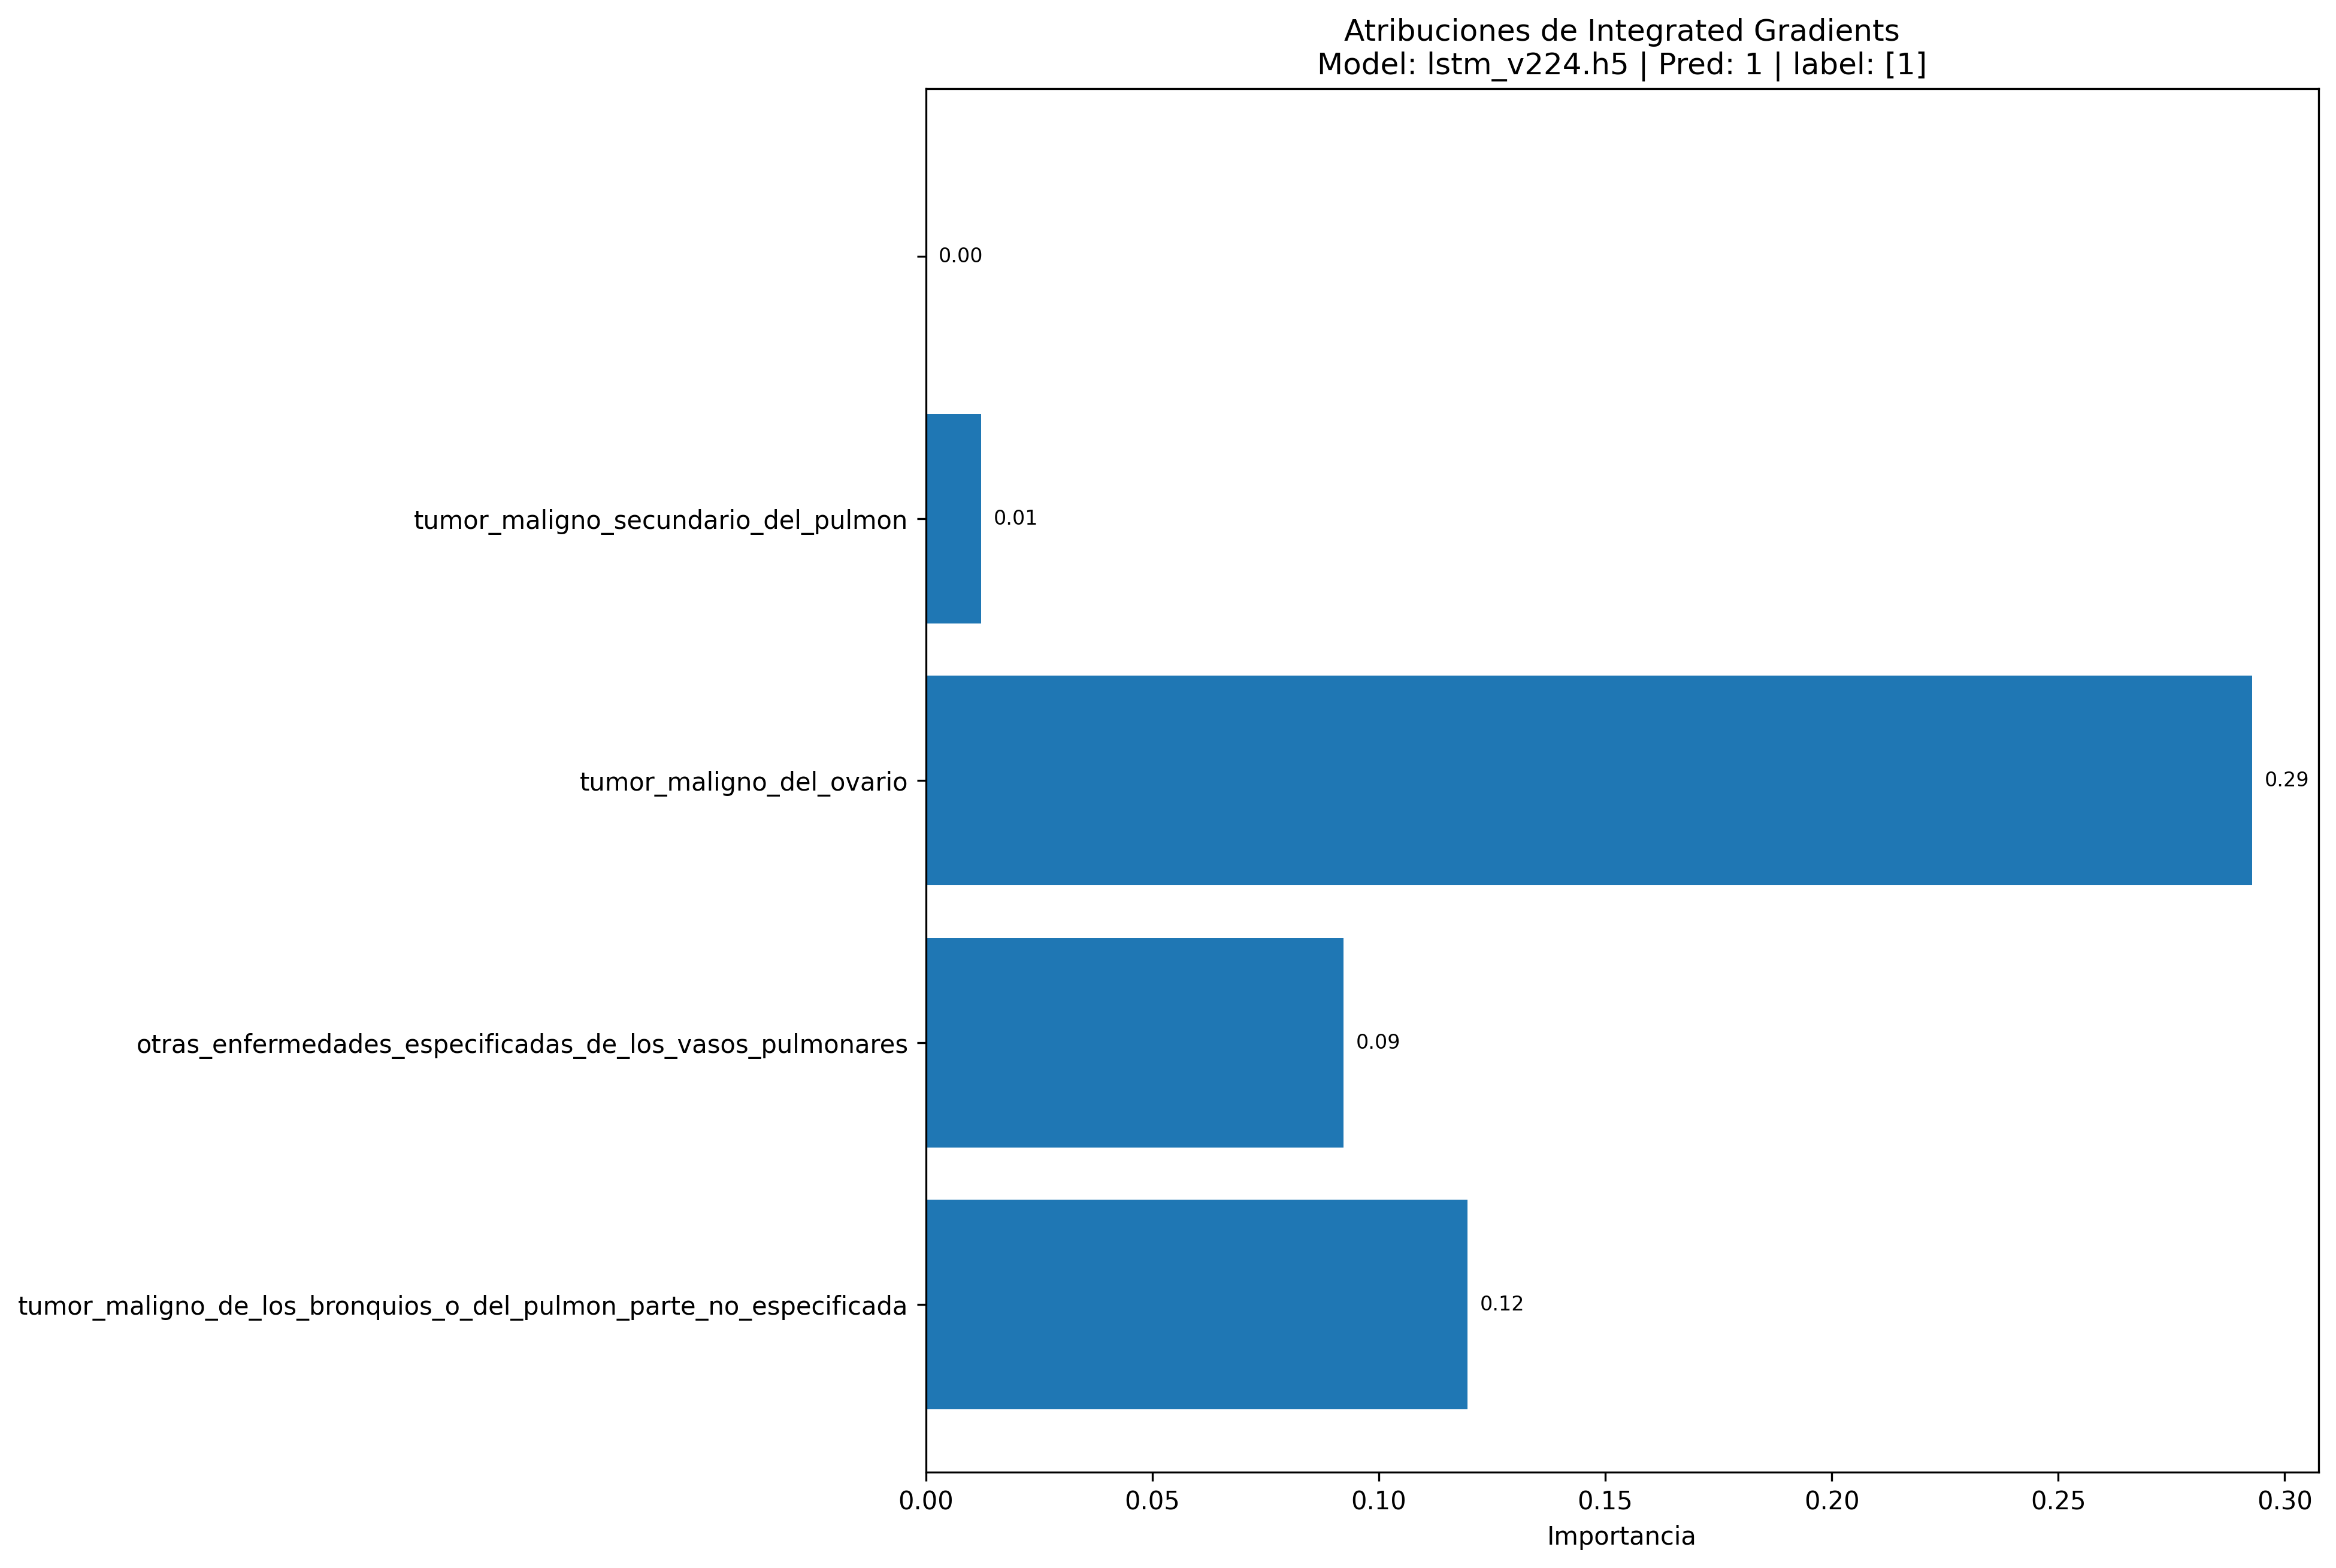 Atribuciones de Integrated Gradients
Model: lstm_v224.h5 | Pred: 1 | label: [1]
0.00
tumor_maligno_secundario_del_pulmon
0.01
tumor_maligno_del_ovario
0.29
otras_enfermedades_especificadas_de_los_vasos_pulmonares
0.09
tumor_maligno_de_los_bronquios_o_del_pulmon_parte_no_especificada
0.12
0.00 0.05 0.10 0.15 0.20 0.25 0.30
Importancia